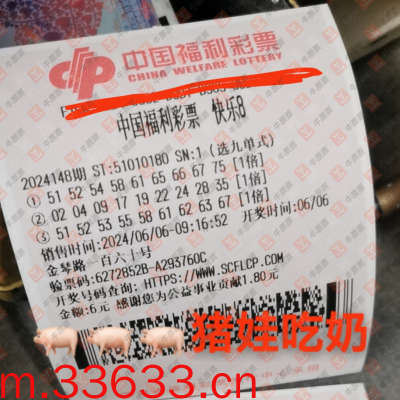 中国福利彩票
CHINA WELFARE LOTTERY
中国福利彩票 快乐8
2024148期 ST:51010180 SN:1 (选九单式)
① 51 52 54 58 61 65 66 67 75 [1倍]
② 02 04 09 17 19 22 24 28 35 [1倍]
③ 51 52 53 55 58 61 62 63 67 [1倍]
销售时间:2024/06/06-09:16:52 开奖时间:06/06
金琴路 一百六十号
验票码:6272852B-A293760C
开奖号码查询: HTTPS://WWW.SCFLCP.COM
金额:6元 感谢您为公益事业贡献1.80元
猪娃吃奶
m.33633.cn